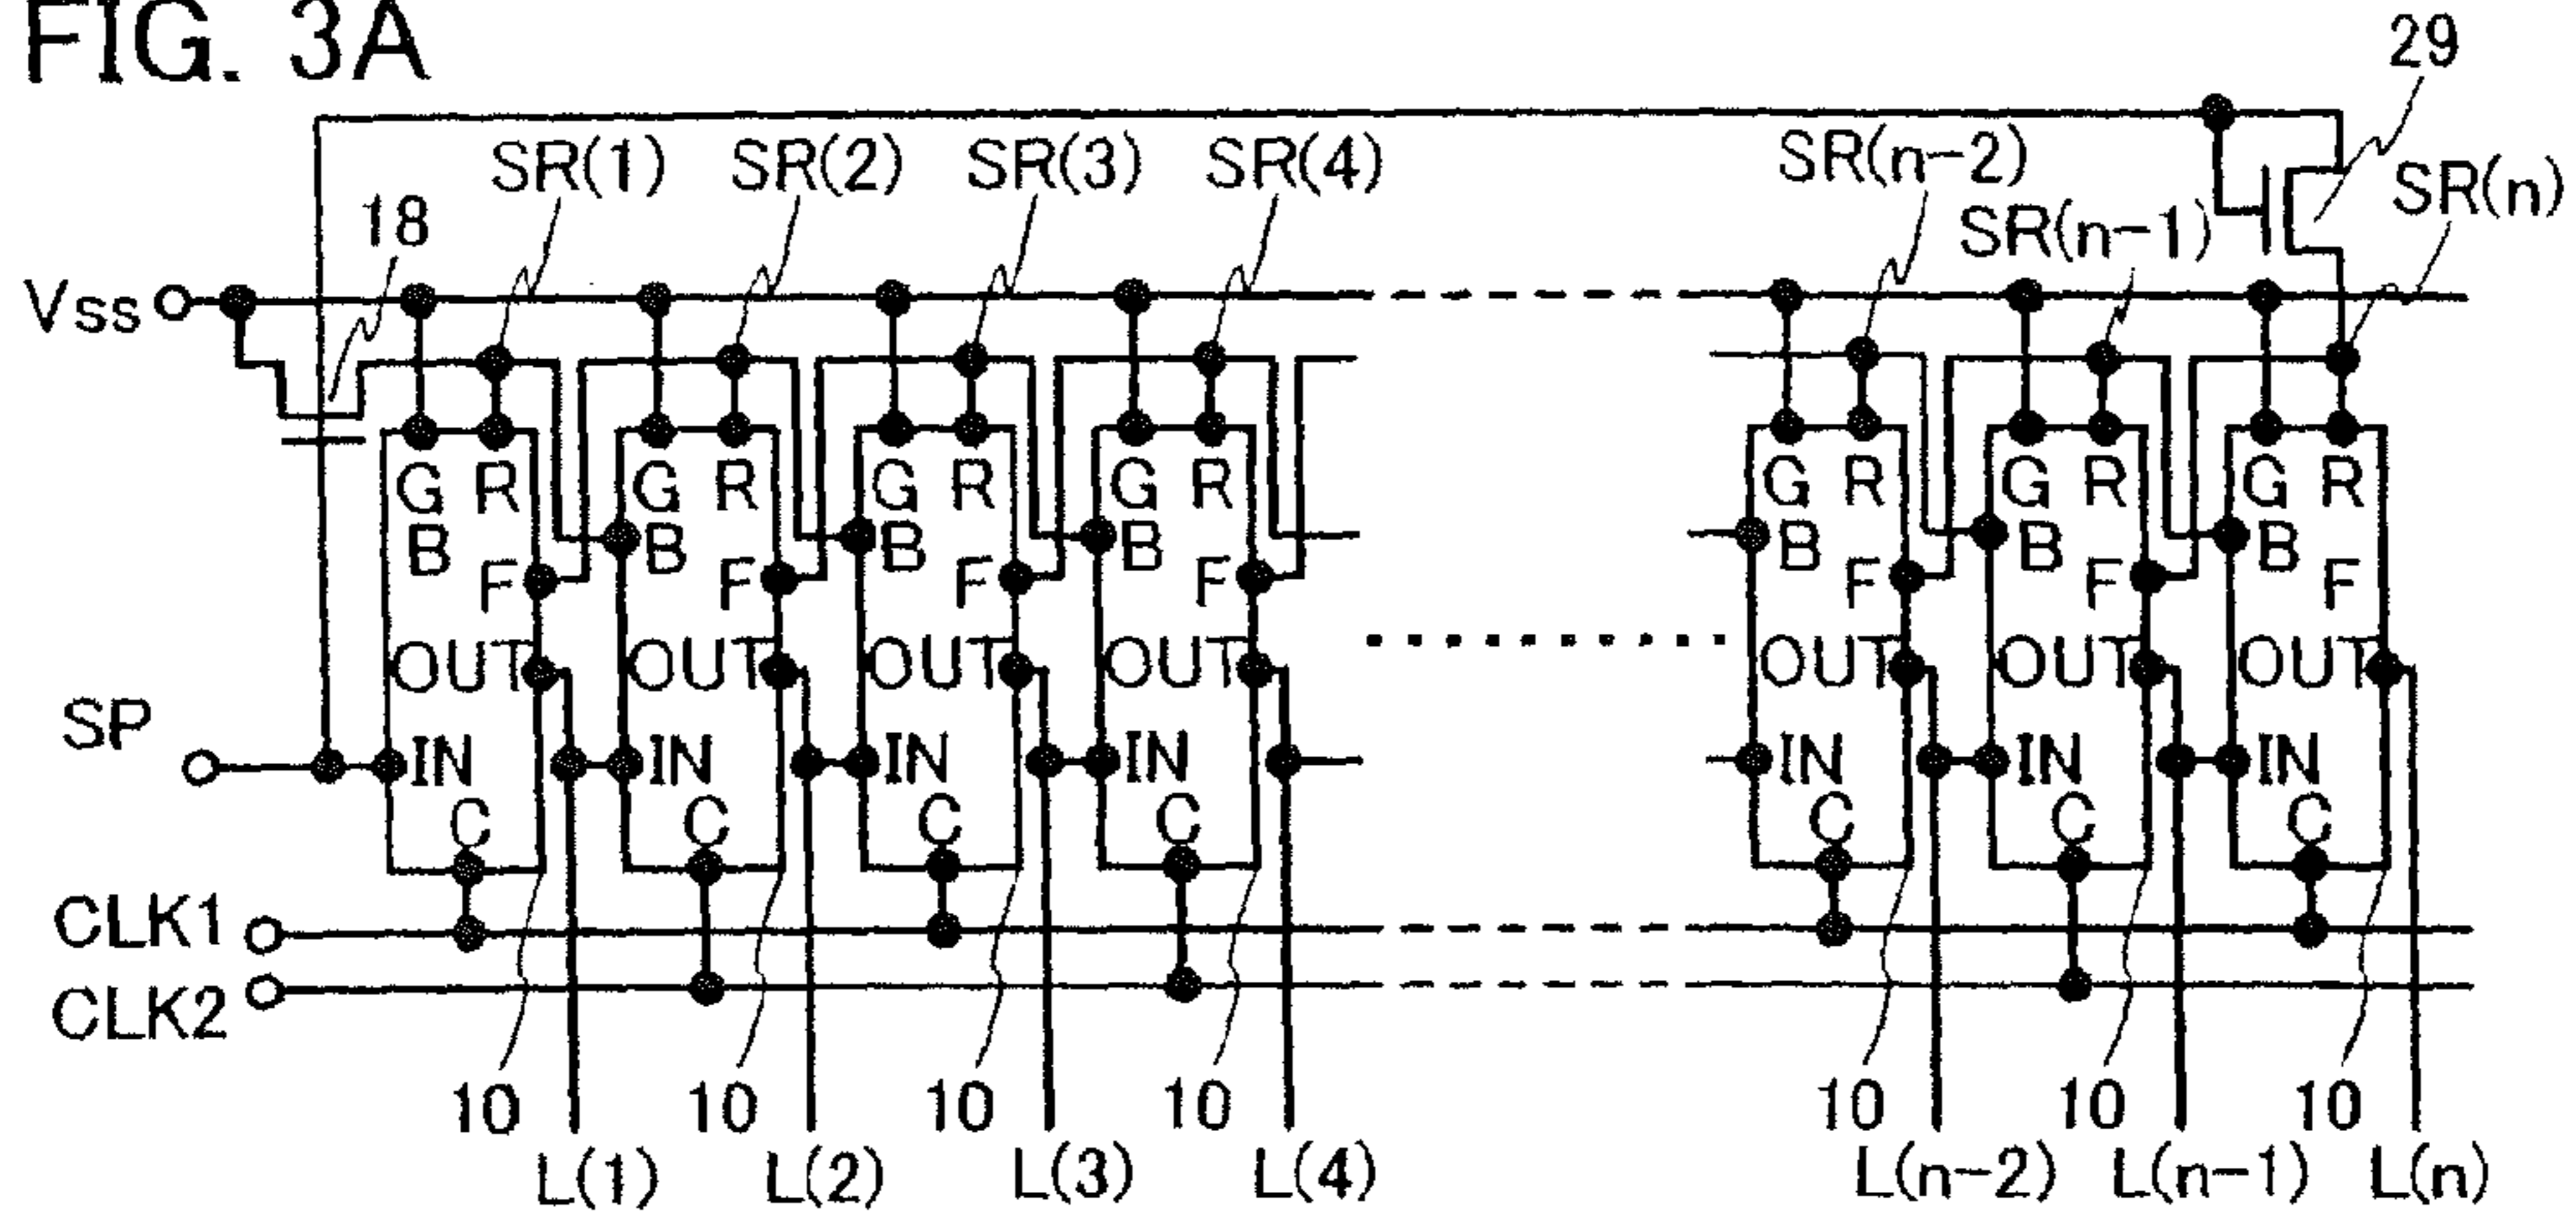 FIG. 3A
29
SR(1) SR(2) SR(3) SR(4) SR(n-2) SR(n-1) SR(n)
18
Vss
G R G R G R G R G R G R G R
B B B B B B B
F F F F F F F
OUT OUT OUT OUT OUT OUT OUT
SP
IN IN IN IN IN IN IN
C C C C C C C
CLK1
CLK2
10 10 10 10 10 10 10
L(1) L(2) L(3) L(4) L(n-2) L(n-1) L(n)